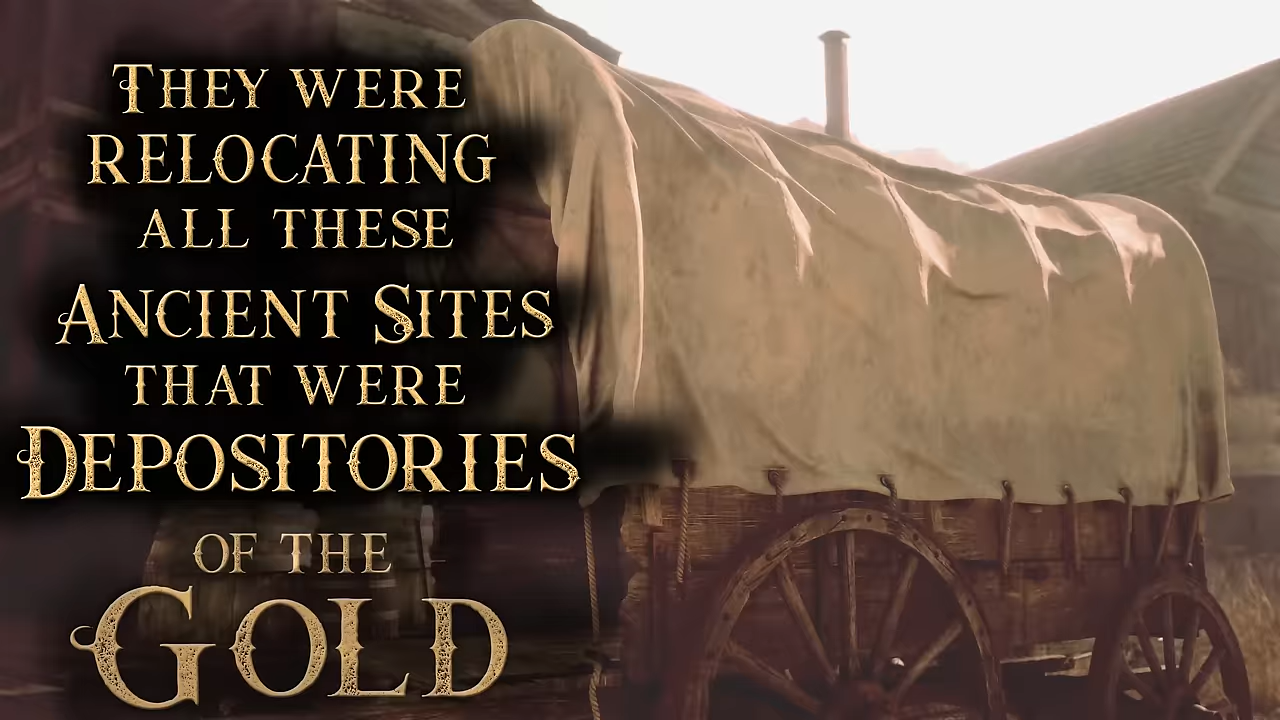 They were
relocating
all these
Ancient Sites
that were
Depositories
of the
Gold